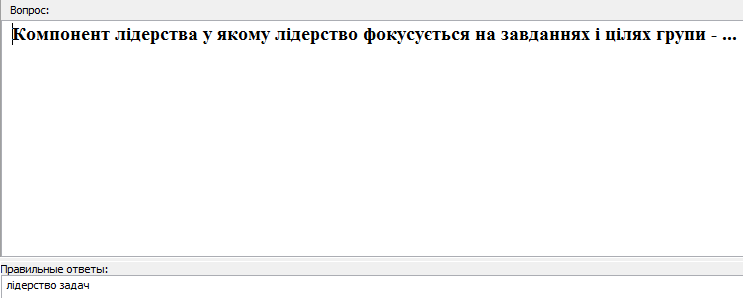 Вопрос:
Компонент лідерства у якому лідерство фокусується на завданнях і цілях групи - ...
Правильные ответы:
лідерство задач